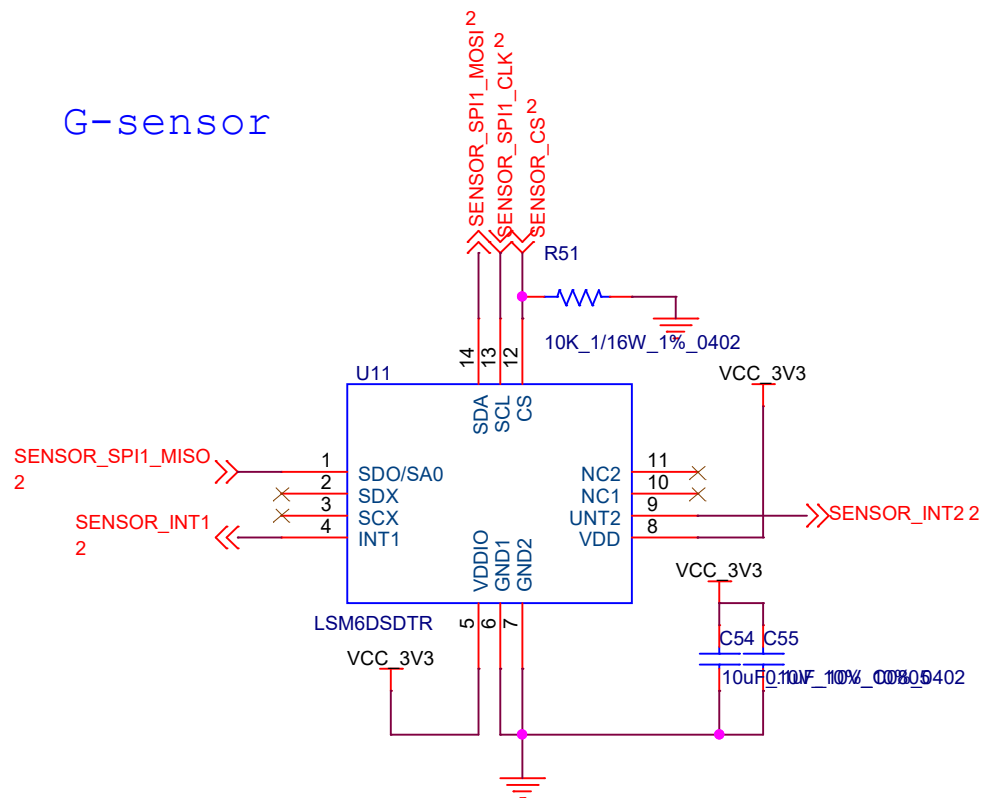 G-sensor
SENSOR_SPI1_MOSI 2
SENSOR_SPI1_CLK 2
SENSOR_CS 2
R51
10K_1/16W_1%_0402
14
13
12
U11
VCC_3V3
SDA
SCL
CS
SENSOR_SPI1_MISO
2
1
SDO/SA0
2
SDX
3
SCX
SENSOR_INT1
2
4
INT1
NC2
11
NC1
10
UNT2
9
SENSOR_INT2 2
VDD
8
VDDIO
GND1
GND2
VCC_3V3
LSM6DSDTR
5
6
7
VCC_3V3
C54
C55
10uF
0402